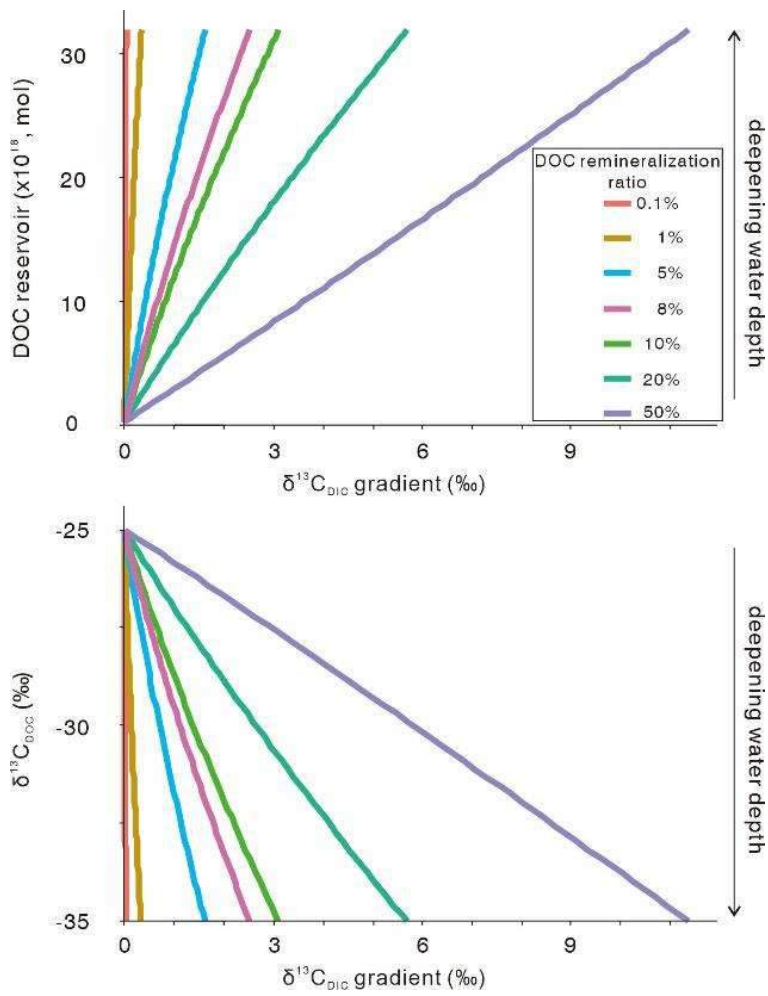 DOC reservoir (x10¹⁸, mol)
30
20
10
0
0
3
6
9
δ¹³C_DIC gradient (‰)
deepening water depth
DOC remineralization
ratio
0.1%
1%
5%
8%
10%
20%
50%
δ¹³C_DOC (‰)
-25
-30
-35
0
3
6
9
δ¹³C_DIC gradient (‰)
deepening water depth